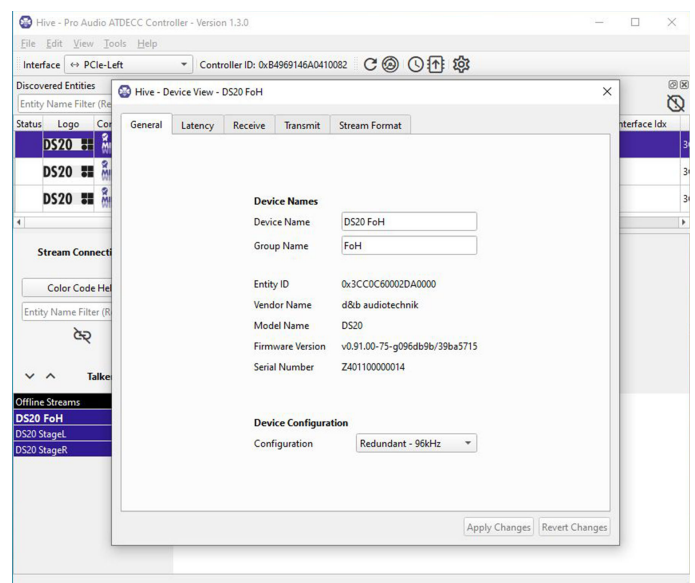 Hive - Pro Audio ATDECC Controller - Version 1.3.0
File Edit View Tools Help
Interface ↔ PCIe-Left Controller ID: 0xB4969146A0410082
Discovered Entities
Entity Name Filter (Re
Status Logo Con nterface Idx
DS20
DS20
DS20
Stream Connecti
Color Code Hel
Entity Name Filter (R
Talke
Offline Streams
DS20 FoH
DS20 StageL
DS20 StageR
Hive - Device View - DS20 FoH
General Latency Receive Transmit Stream Format
Device Names
Device Name DS20 FoH
Group Name FoH
Entity ID 0x3CC0C60002DA0000
Vendor Name d&b audiotechnik
Model Name DS20
Firmware Version v0.91.00-75-g096db9b/39ba5715
Serial Number Z401100000014
Device Configuration
Configuration Redundant - 96kHz
Apply Changes Revert Changes